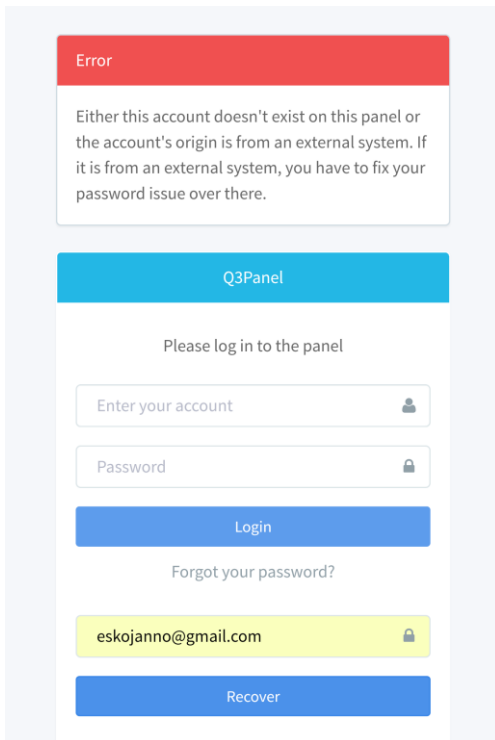 Error
Either this account doesn't exist on this panel or
the account's origin is from an external system. If
it is from an external system, you have to fix your
password issue over there.
Q3Panel
Please log in to the panel
Enter your account
Password
Login
Forgot your password?
eskojanno@gmail.com
Recover